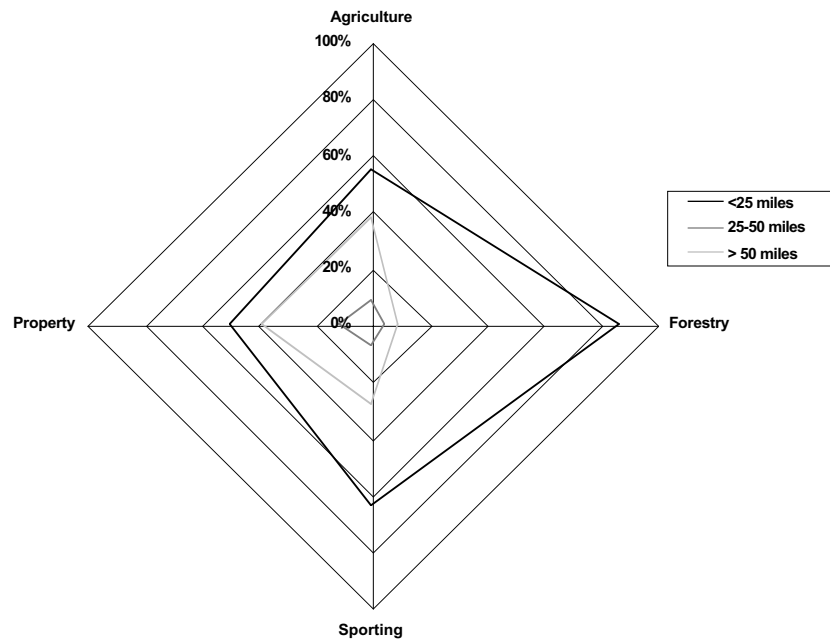 Agriculture
100%
80%
60%
40%
20%
0%
Property
Forestry
Sporting
<25 miles
25-50 miles
> 50 miles